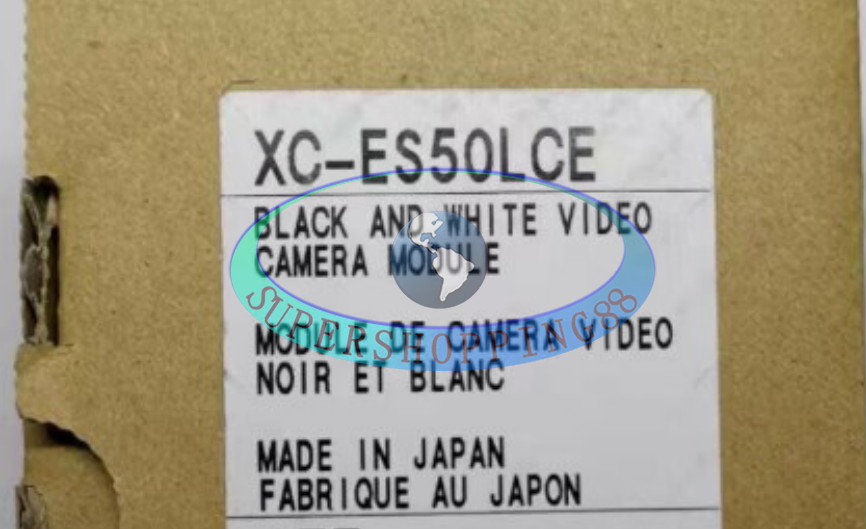 XC-ES50LCE
BLACK AND WHITE VIDEO
CAMERA MODULE
SUPERSHOPPING88
MODULE DE CAMERA VIDEO
NOIR ET BLANC
MADE IN JAPAN
FABRIQUE AU JAPON